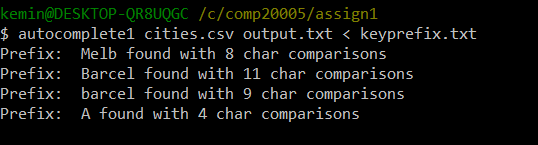 kemin@DESKTOP-QR8UQGC /c/comp20005/assign1
$ autocomplete1 cities.csv output.txt < keyprefix.txt
Prefix:  Melb found with 8 char comparisons
Prefix:  Barcel found with 11 char comparisons
Prefix:  barcel found with 9 char comparisons
Prefix:  A found with 4 char comparisons